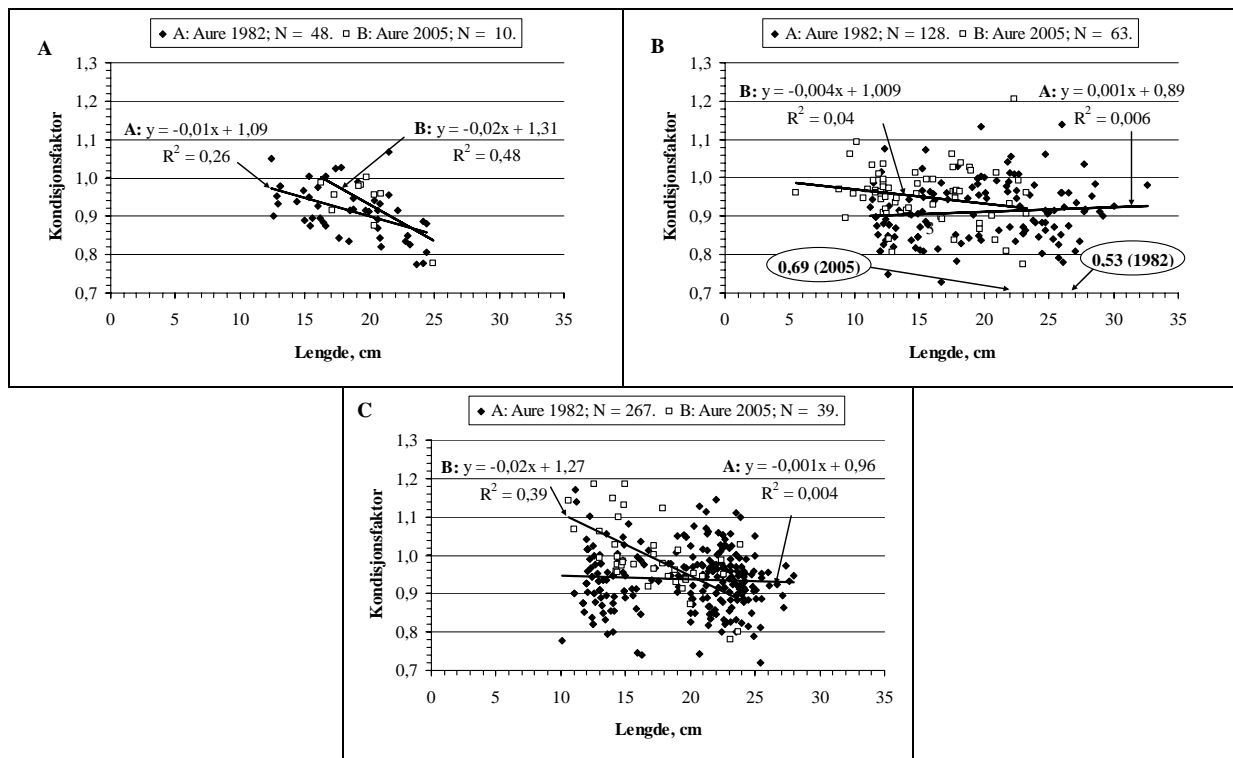 A
♦ A: Aure 1982; N = 48. □ B: Aure 2005; N = 10.
Kondisjonsfaktor
1,3
1,2
1,1
1,0
0,9
0,8
0,7
A: y = -0,01x + 1,09
R² = 0,26
B: y = -0,02x + 1,31
R² = 0,48
0 5 10 15 20 25 30 35
Lengde, cm
B
♦ A: Aure 1982; N = 128. □ B: Aure 2005; N = 63.
Kondisjonsfaktor
1,3
1,2
1,1
1,0
0,9
0,8
0,7
B: y = -0,004x + 1,009
R² = 0,04
A: y = 0,001x + 0,89
R² = 0,006
5
0,69 (2005)
0,53 (1982)
0 5 10 15 20 25 30 35
Lengde, cm
C
♦ A: Aure 1982; N = 267. □ B: Aure 2005; N = 39.
Kondisjonsfaktor
1,3
1,2
1,1
1,0
0,9
0,8
0,7
B: y = -0,02x + 1,27
R² = 0,39
A: y = -0,001x + 0,96
R² = 0,004
0 5 10 15 20 25 30 35
Lengde, cm